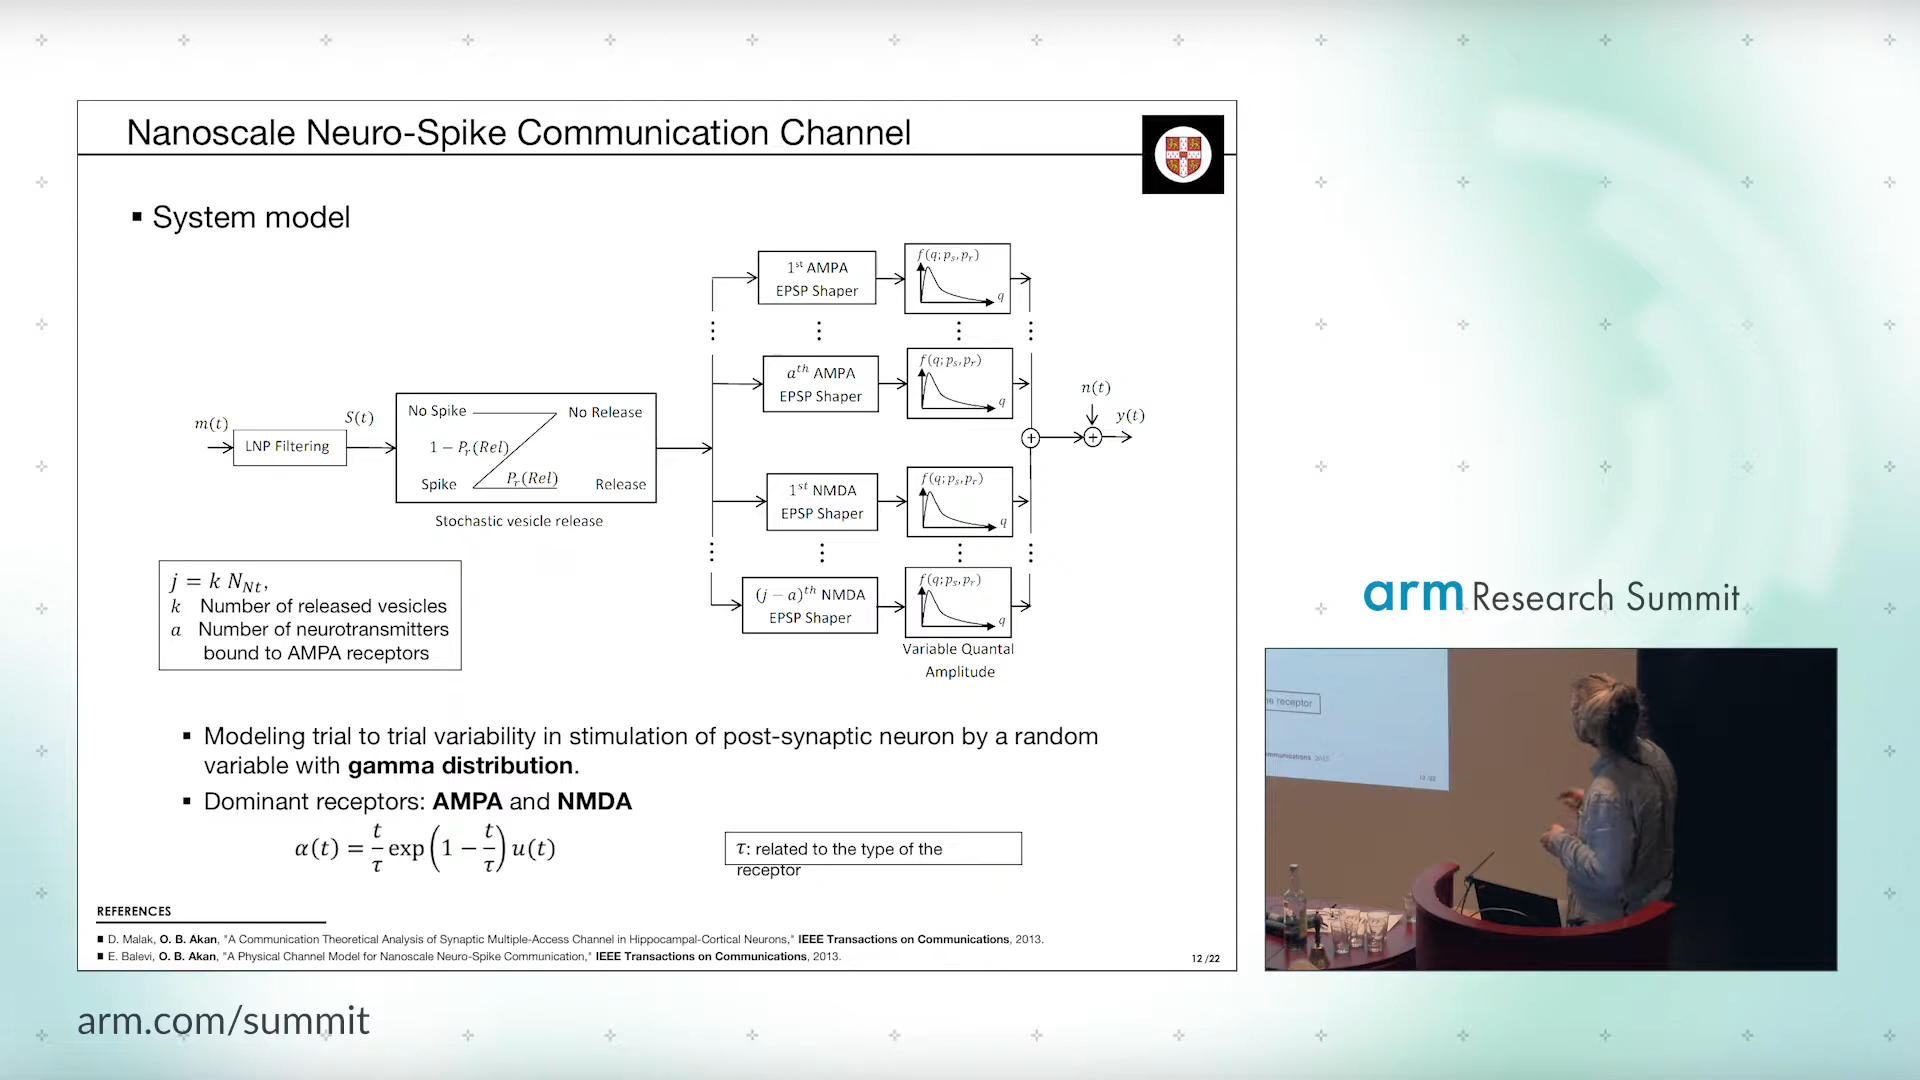 Nanoscale Neuro-Spike Communication Channel
▪ System model
m(t)
LNP Filtering
S(t)
No Spike
No Release
1 − Pr(Rel)
Pr(Rel)
Spike
Release
Stochastic vesicle release
1st AMPA
EPSP Shaper
f(q; ps, pr)
q
ath AMPA
EPSP Shaper
f(q; ps, pr)
q
1st NMDA
EPSP Shaper
f(q; ps, pr)
q
(j − a)th NMDA
EPSP Shaper
f(q; ps, pr)
q
Variable Quantal
Amplitude
n(t)
y(t)
j = k NNt,
k Number of released vesicles
a Number of neurotransmitters
bound to AMPA receptors
▪ Modeling trial to trial variability in stimulation of post-synaptic neuron by a random
variable with gamma distribution.
▪ Dominant receptors: AMPA and NMDA
α(t) = t/τ exp(1 − t/τ) u(t)
τ: related to the type of the
receptor
REFERENCES
▪ D. Malak, O. B. Akan, "A Communication Theoretical Analysis of Synaptic Multiple-Access Channel in Hippocampal-Cortical Neurons," IEEE Transactions on Communications, 2013.
▪ E. Balevi, O. B. Akan, "A Physical Channel Model for Nanoscale Neuro-Spike Communication," IEEE Transactions on Communications, 2013.
12 /22
arm Research Summit
receptor
2013
12 /22
arm.com/summit